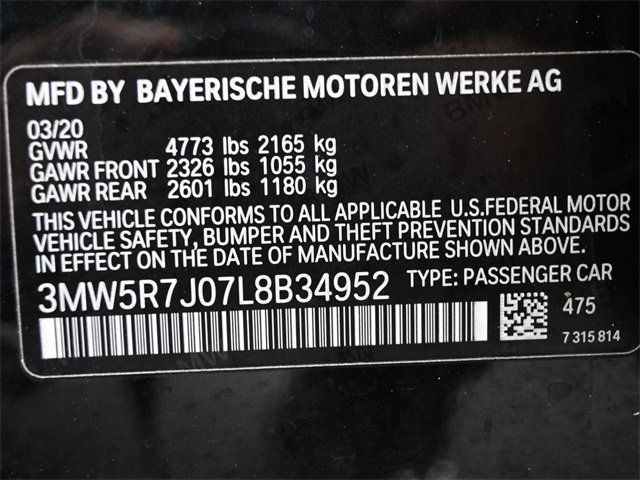 MFD BY BAYERISCHE MOTOREN WERKE AG
03/20
GVWR 4773 lbs 2165 kg
GAWR FRONT 2326 lbs 1055 kg
GAWR REAR 2601 lbs 1180 kg
THIS VEHICLE CONFORMS TO ALL APPLICABLE U.S.FEDERAL MOTOR
VEHICLE SAFETY, BUMPER AND THEFT PREVENTION STANDARDS
IN EFFECT ON THE DATE OF MANUFACTURE SHOWN ABOVE.
3MW5R7J07L8B34952 TYPE: PASSENGER CAR
475
7 315 814